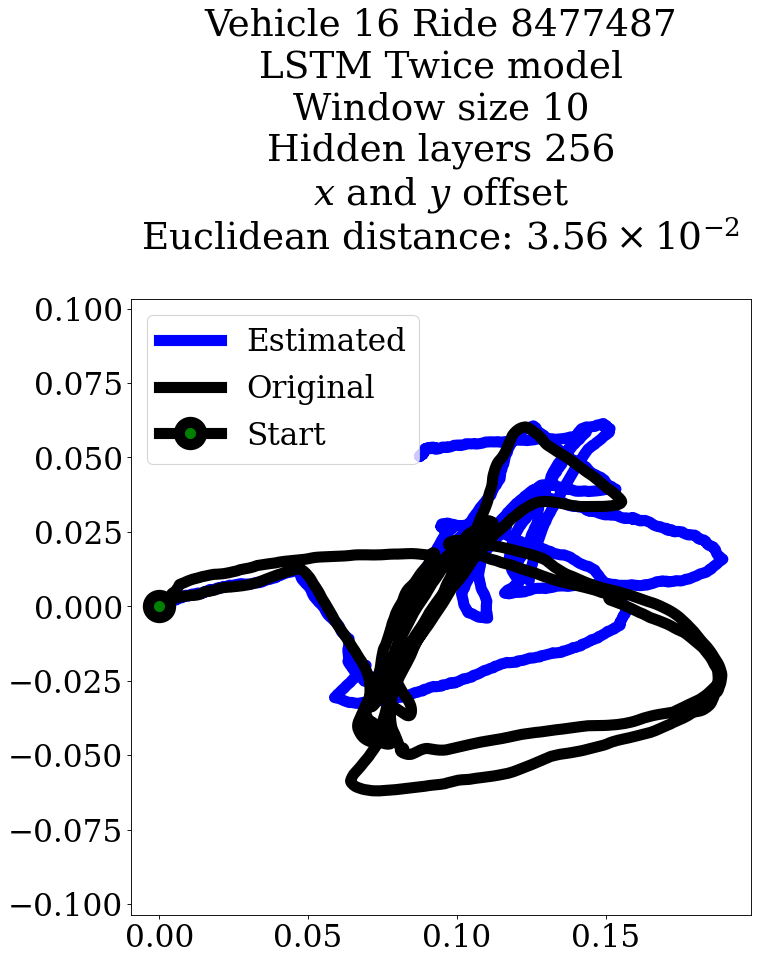 Vehicle 16 Ride 8477487
LSTM Twice model
Window size 10
Hidden layers 256
x and y offset
Euclidean distance: 3.56 × 10⁻²
Estimated
Original
Start
0.100
0.075
0.050
0.025
0.000
−0.025
−0.050
−0.075
−0.100
0.00 0.05 0.10 0.15